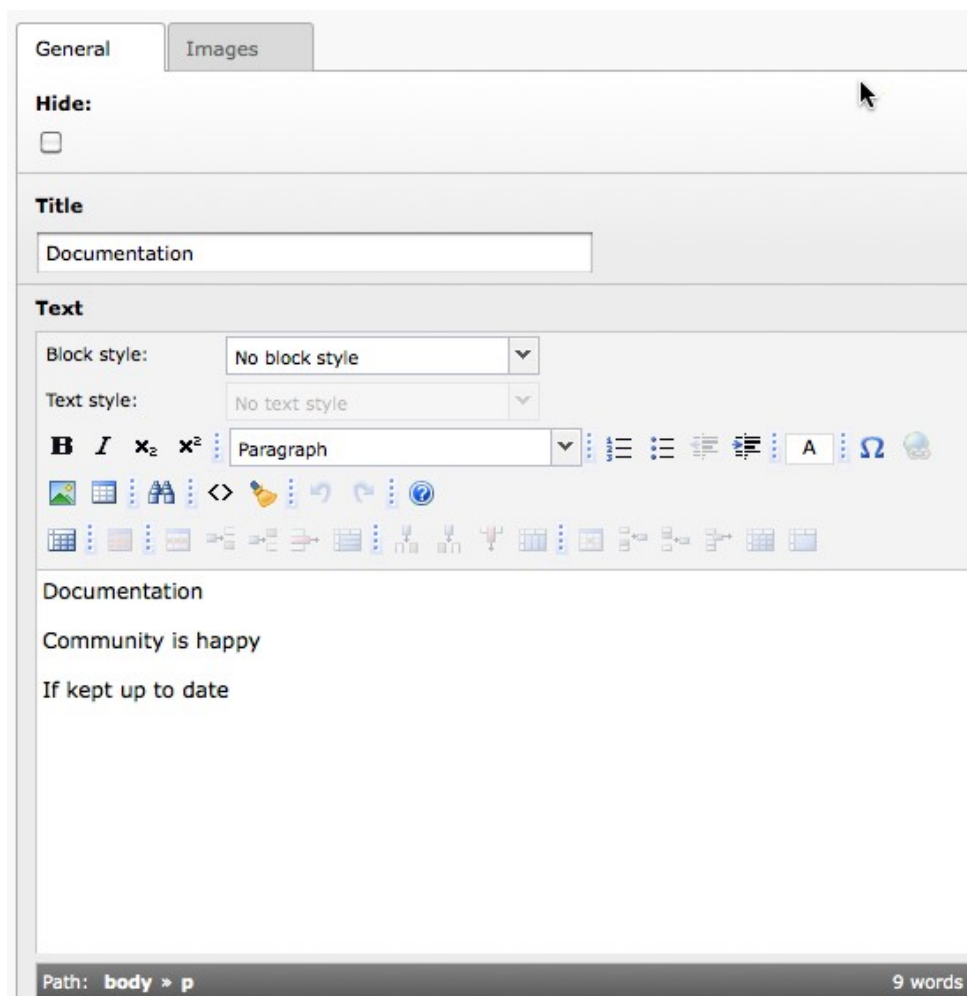 General Images
Hide:
Title
Documentation
Text
Block style: No block style
Text style: No text style
B I x₂ x² Paragraph A Ω
Documentation
Community is happy
If kept up to date
Path: body » p 9 words